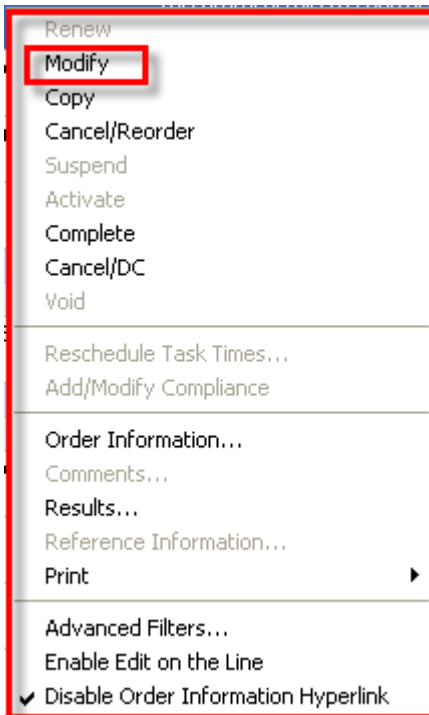 Renew
Modify
Copy
Cancel/Reorder
Suspend
Activate
Complete
Cancel/DC
Void
Reschedule Task Times...
Add/Modify Compliance
Order Information...
Comments...
Results...
Reference Information...
Print
Advanced Filters...
Enable Edit on the Line
Disable Order Information Hyperlink